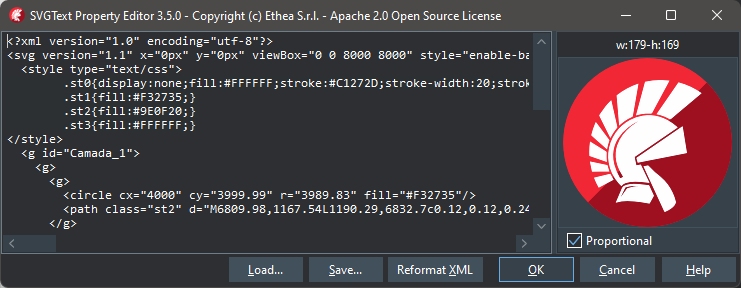 SVGText Property Editor 3.5.0 - Copyright (c) Ethea S.r.l. - Apache 2.0 Open Source License
<?xml version="1.0" encoding="utf-8"?>
<svg version="1.1" x="0px" y="0px" viewBox="0 0 8000 8000" style="enable-ba
<style type="text/css">
.st0{display:none;fill:#FFFFFF;stroke:#C1272D;stroke-width:20;strok
.st1{fill:#F32735;}
.st2{fill:#9E0F20;}
.st3{fill:#FFFFFF;}
</style>
<g id="Camada_1">
<g>
<g>
<circle cx="4000" cy="3999.99" r="3989.83" fill="#F32735"/>
<path class="st2" d="M6809.98,1167.54L1190.29,6832.7c0.12,0.12,0.24
</g>
w:179-h:169
Proportional
Load...
Save...
Reformat XML
OK
Cancel
Help